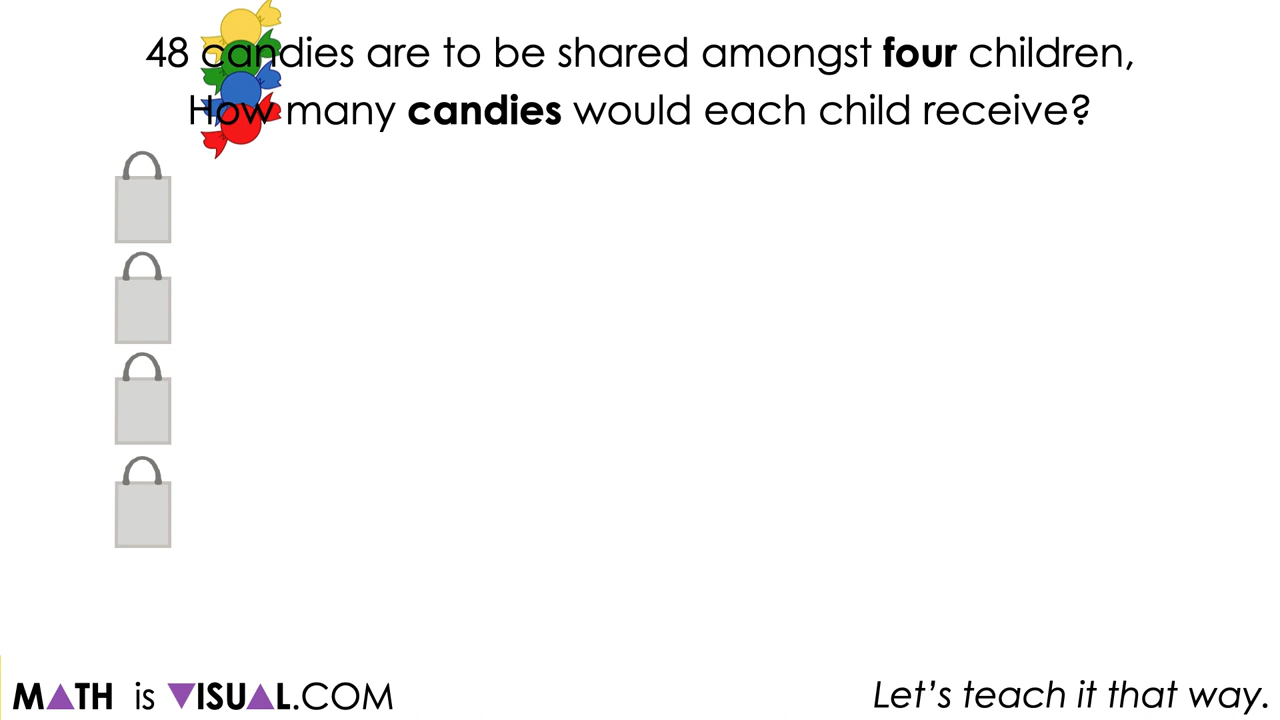 48 candies are to be shared amongst four children,
How many candies would each child receive?
MATH is VISUAL.COM
Let's teach it that way.